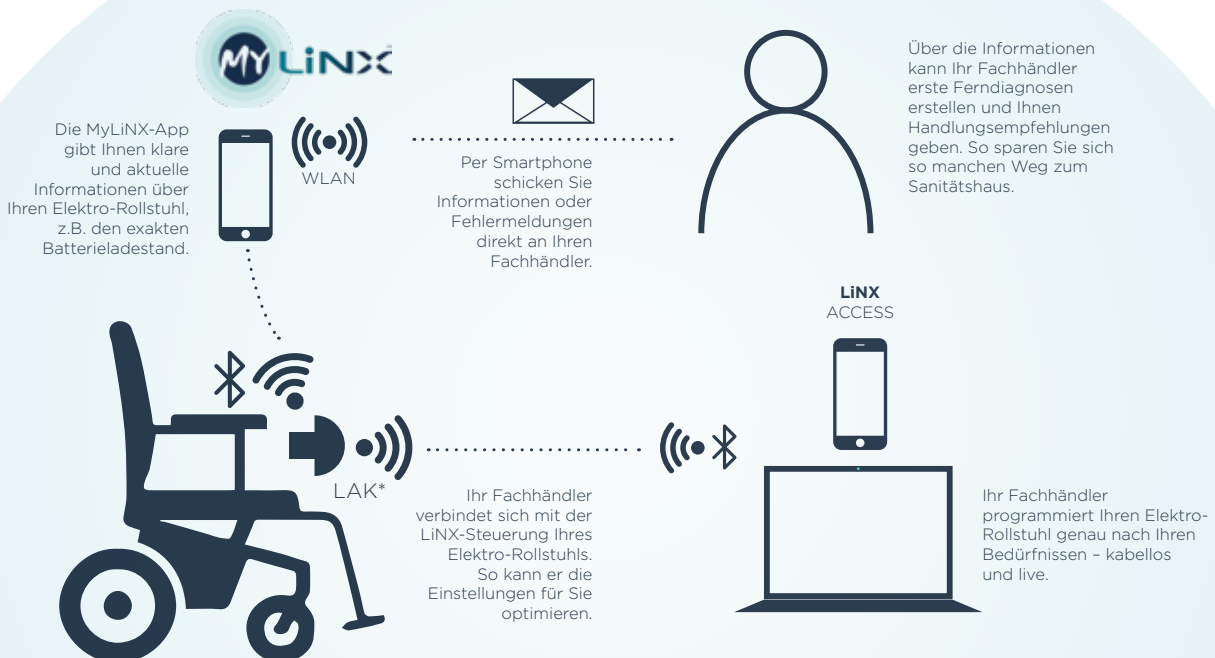 MY LiNX
Die MyLiNX-App
gibt Ihnen klare
und aktuelle
Informationen über
Ihren Elektro-Rollstuhl,
z.B. den exakten
Batterieladestand.
WLAN
Per Smartphone
schicken Sie
Informationen oder
Fehlermeldungen
direkt an Ihren
Fachhändler.
Über die Informationen
kann Ihr Fachhändler
erste Ferndiagnosen
erstellen und Ihnen
Handlungsempfehlungen
geben. So sparen Sie sich
so manchen Weg zum
Sanitätshaus.
LiNX
ACCESS
LAK*
Ihr Fachhändler
verbindet sich mit der
LiNX-Steuerung Ihres
Elektro-Rollstuhls.
So kann er die
Einstellungen für Sie
optimieren.
Ihr Fachhändler
programmiert Ihren Elektro-
Rollstuhl genau nach Ihren
Bedürfnissen – kabellos
und live.